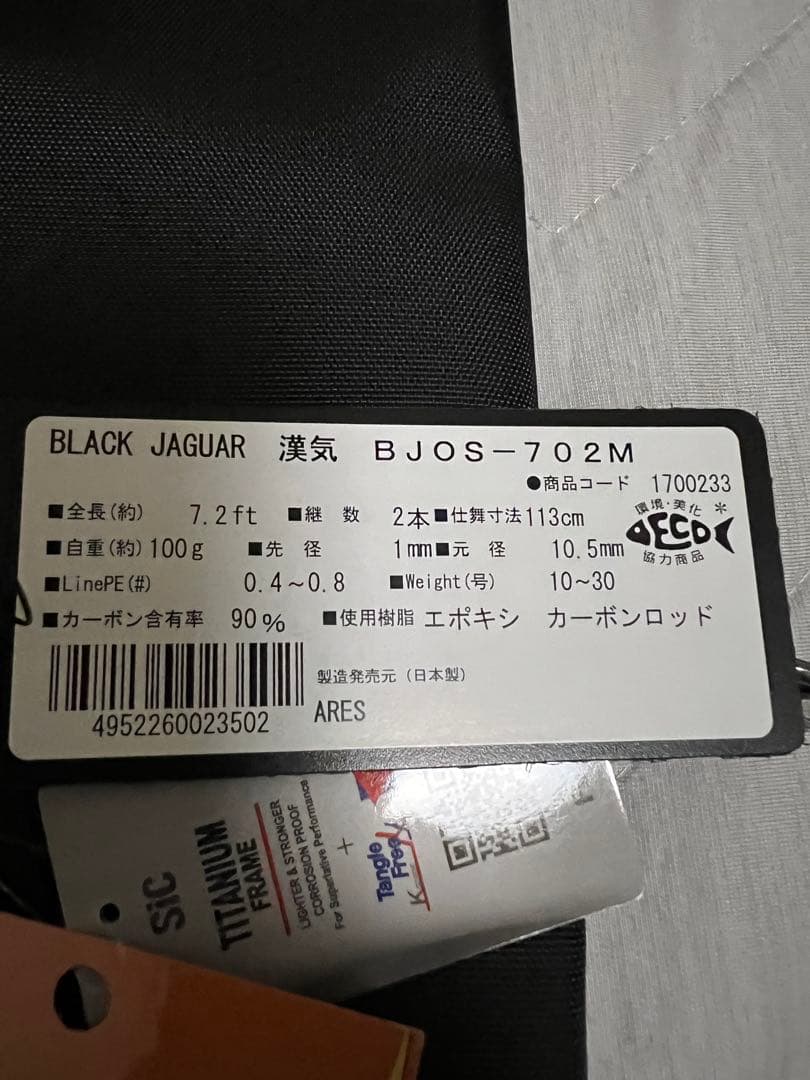 BLACK JAGUAR 漢気 BJOS-702M
●商品コード 1700233
■全長(約) 7.2ft ■継 数 2本 ■仕舞寸法 113cm
■自重(約) 100g ■先 径 1mm ■元 径 10.5mm
環境・美化
DECO
協力商品
■LinePE(#) 0.4～0.8 ■Weight(号) 10～30
■カーボン含有率 90% ■使用樹脂 エポキシ カーボンロッド
製造発売元(日本製)
ARES
4952260023502
SiC
TITANIUM
FRAME
LIGHTER & STRONGER
CORROSION PROOF
For Superlative Performance
+
Tangle
Free
K